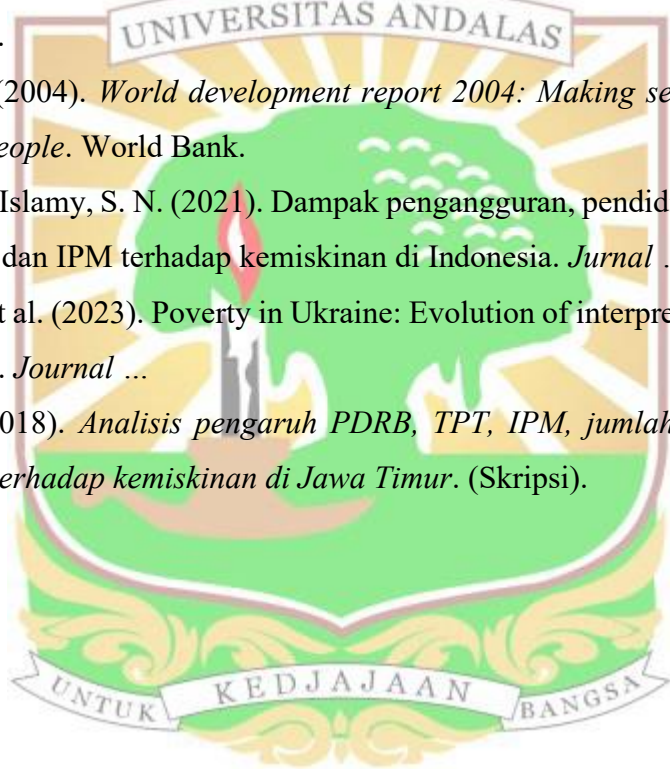 UNIVERSITAS ANDALAS
.
(2004). World development report 2004: Making se
eople. World Bank.
Islamy, S. N. (2021). Dampak pengangguran, pendid
dan IPM terhadap kemiskinan di Indonesia. Jurnal .
t al. (2023). Poverty in Ukraine: Evolution of interpre
. Journal …
018). Analisis pengaruh PDRB, TPT, IPM, jumlah
erhadap kemiskinan di Jawa Timur. (Skripsi).
UNTUK KEDJAJAAN BANGSA